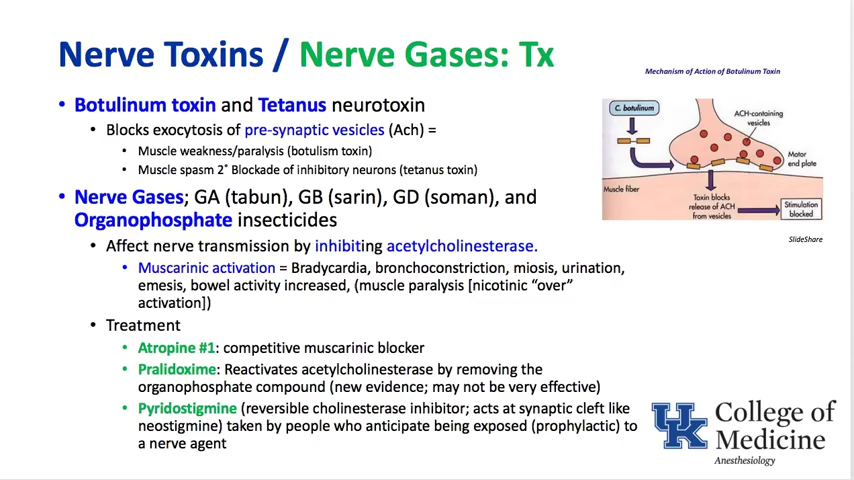 Nerve Toxins / Nerve Gases: Tx
• Botulinum toxin and Tetanus neurotoxin
• Blocks exocytosis of pre-synaptic vesicles (Ach) =
• Muscle weakness/paralysis (botulism toxin)
• Muscle spasm 2˚ Blockade of inhibitory neurons (tetanus toxin)
• Nerve Gases; GA (tabun), GB (sarin), GD (soman), and
Organophosphate insecticides
• Affect nerve transmission by inhibiting acetylcholinesterase.
• Muscarinic activation = Bradycardia, bronchoconstriction, miosis, urination,
emesis, bowel activity increased, (muscle paralysis [nicotinic “over”
activation])
• Treatment
• Atropine #1: competitive muscarinic blocker
• Pralidoxime: Reactivates acetylcholinesterase by removing the
organophosphate compound (new evidence; may not be very effective)
• Pyridostigmine (reversible cholinesterase inhibitor; acts at synaptic cleft like
neostigmine) taken by people who anticipate being exposed (prophylactic) to
a nerve agent
Mechanism of Action of Botulinum Toxin
C. botulinum
ACH-containing
vesicles
Motor
end plate
Muscle fiber
Toxin blocks
release of ACH
from vesicles
Stimulation
blocked
SlideShare
UK
College of
Medicine
Anesthesiology